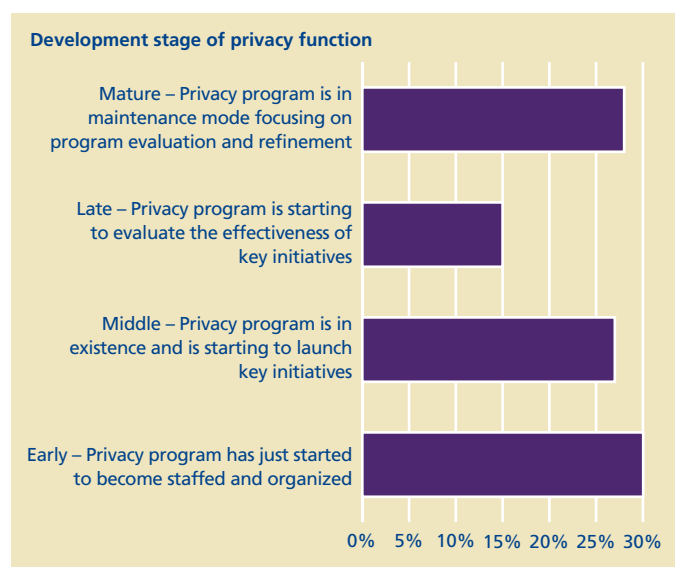 Development stage of privacy function
Mature – Privacy program is in
maintenance mode focusing on
program evaluation and refinement
Late – Privacy program is starting
to evaluate the effectiveness of
key initiatives
Middle – Privacy program is in
existence and is starting to launch
key initiatives
Early – Privacy program has just started
to become staffed and organized
0% 5% 10% 15% 20% 25% 30%